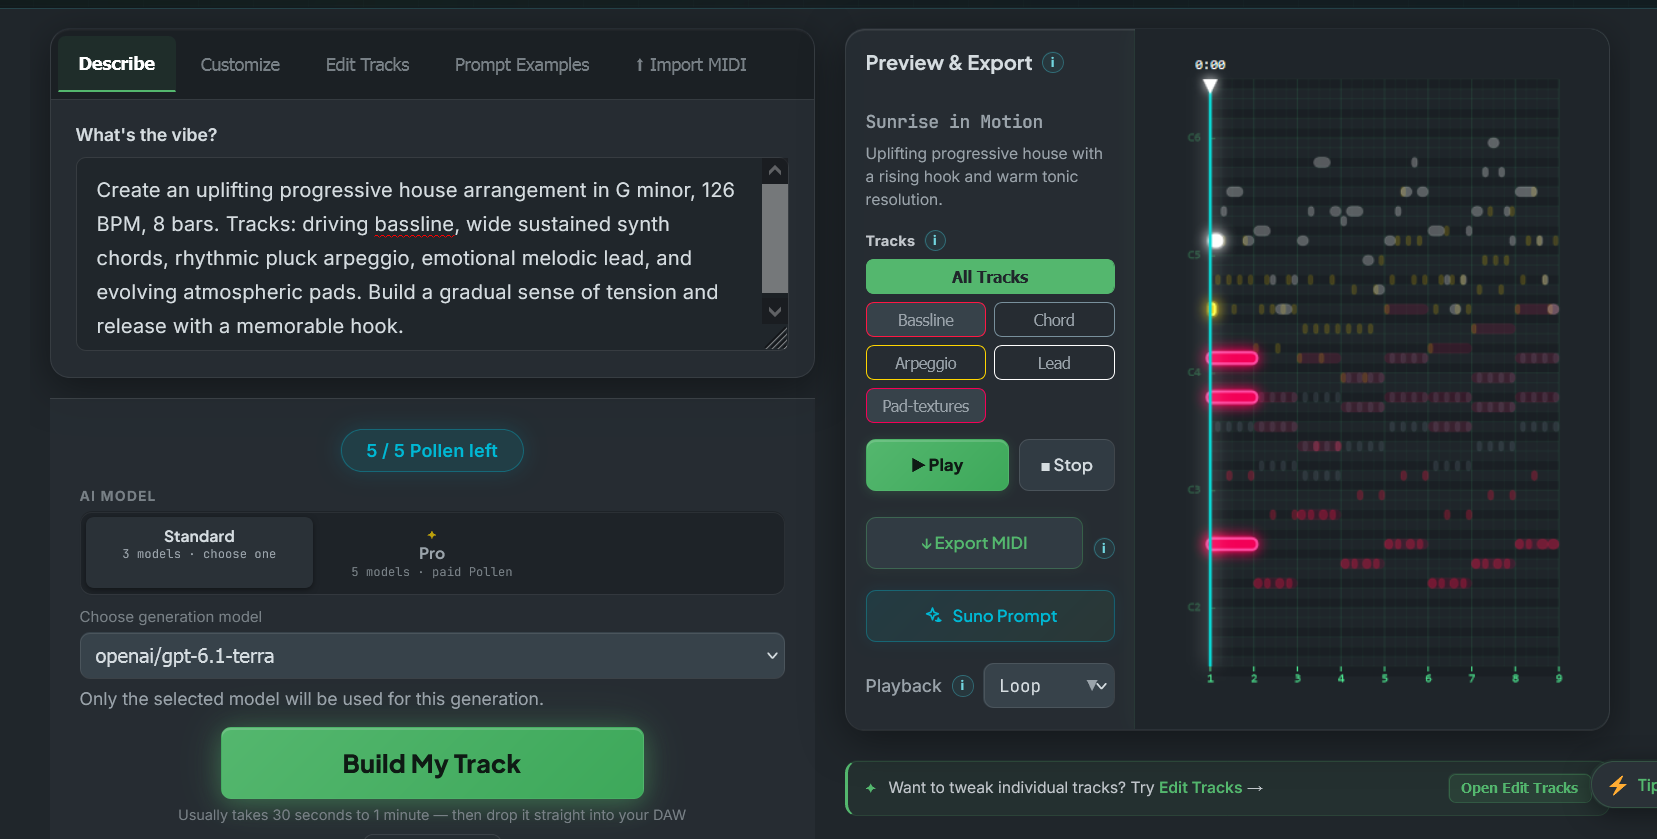 Describe
Customize
Edit Tracks
Prompt Examples
↑ Import MIDI
What's the vibe?
Create an uplifting progressive house arrangement in G minor, 126
BPM, 8 bars. Tracks: driving bassline, wide sustained synth
chords, rhythmic pluck arpeggio, emotional melodic lead, and
evolving atmospheric pads. Build a gradual sense of tension and
release with a memorable hook.
5 / 5 Pollen left
AI MODEL
Standard
3 models · choose one
✦
Pro
5 models · paid Pollen
Choose generation model
openai/gpt-6.1-terra
Only the selected model will be used for this generation.
Build My Track
Usually takes 30 seconds to 1 minute — then drop it straight into your DAW
Preview & Export i
Sunrise in Motion
Uplifting progressive house with
a rising hook and warm tonic
resolution.
Tracks i
All Tracks
Bassline
Chord
Arpeggio
Lead
Pad-textures
▶ Play
■ Stop
↓ Export MIDI
i
Suno Prompt
Playback i
Loop
0:00
C6
C5
C4
C3
C2
1 2 3 4 5 6 7 8 9
✦ Want to tweak individual tracks? Try Edit Tracks →
Open Edit Tracks
⚡ Tip